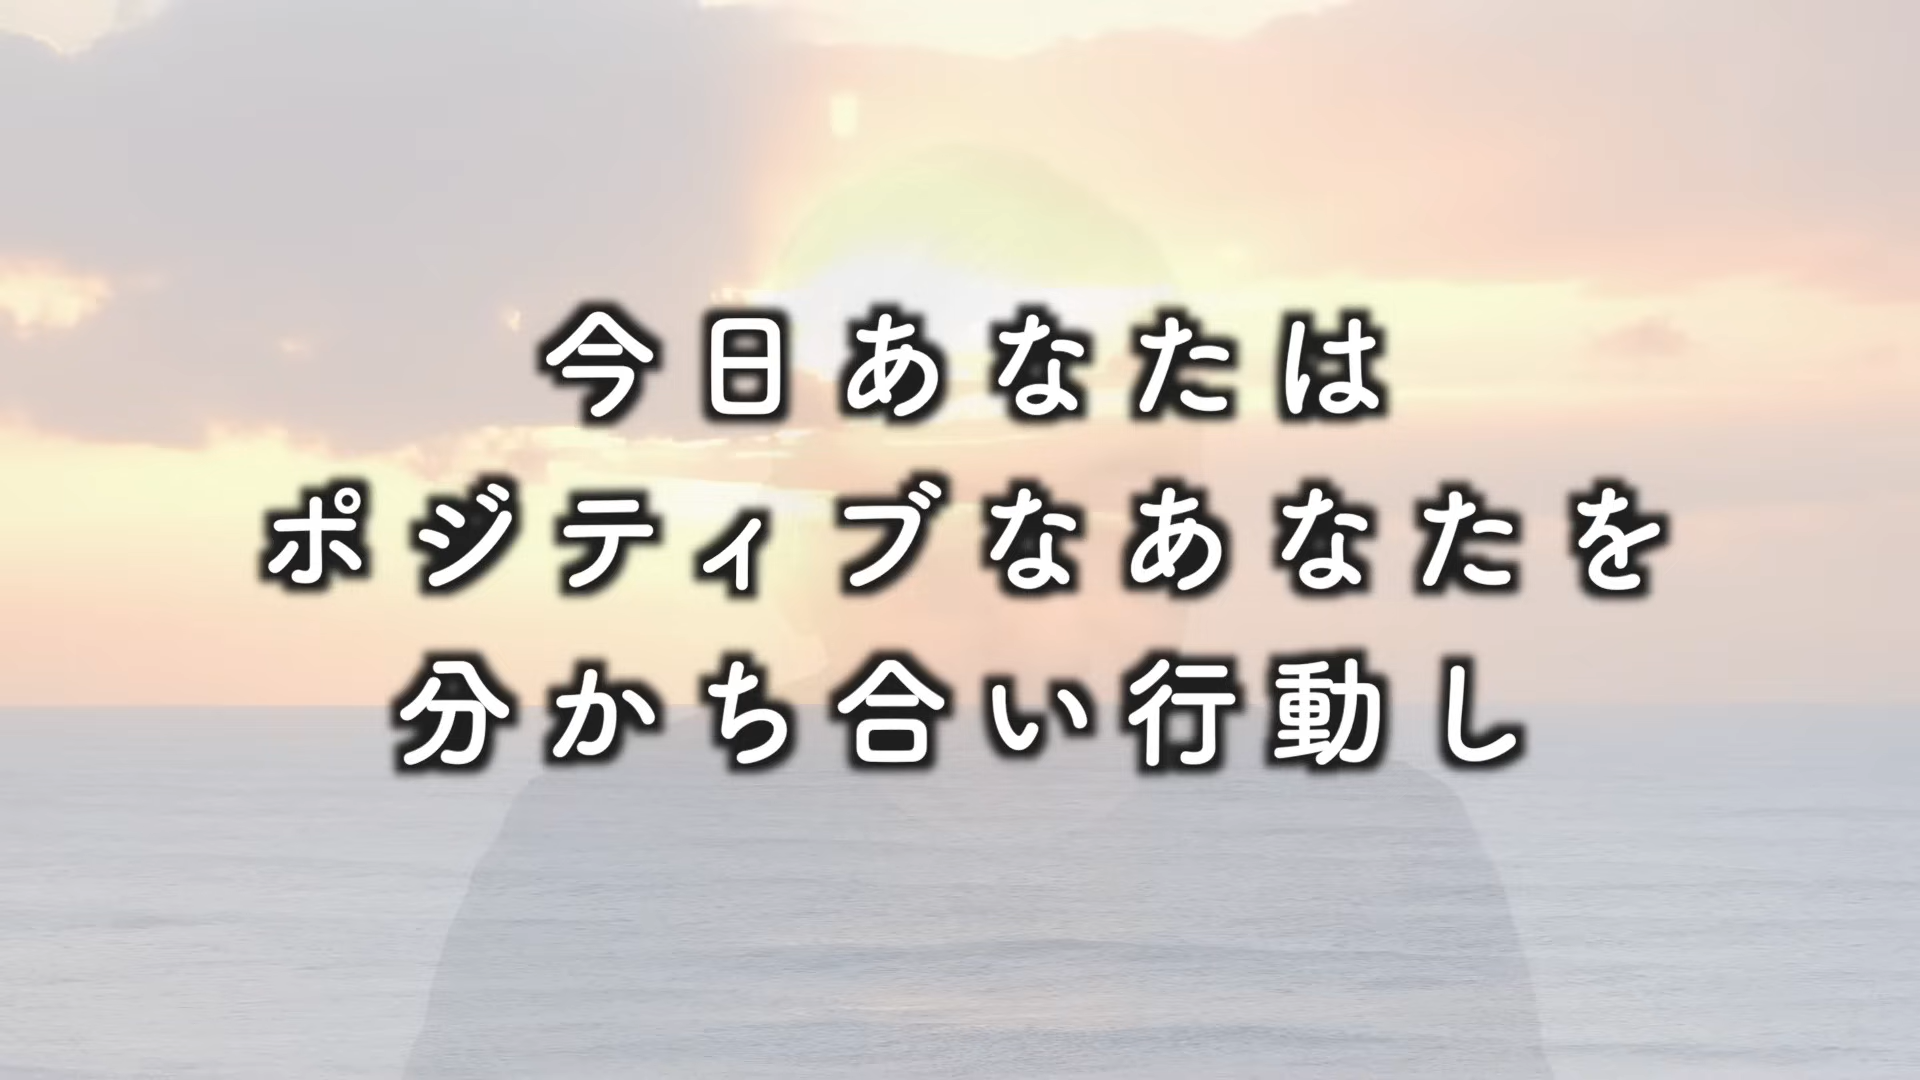 今日あなたは
ポジティブなあなたを
分かち合い行動し